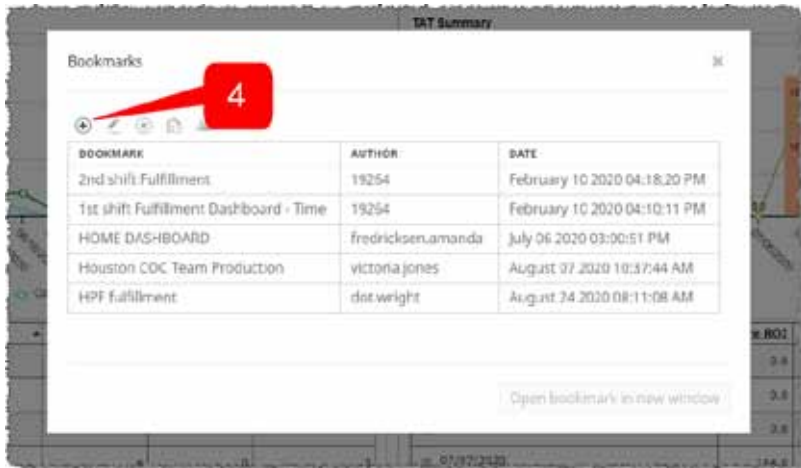 TAT Summary
Bookmarks
4
BOOKMARK AUTHOR DATE
2nd shift Fulfillment 19264 February 10 2020 04:18:20 PM
1st shift Fulfillment Dashboard - Time 19264 February 10 2020 04:10:11 PM
HOME DASHBOARD fredricksen.amanda July 06 2020 03:00:51 PM
Houston COC Team Production victoria.jones August 07 2020 10:37:44 AM
HPF fulfillment dot.wright August 24 2020 08:11:08 AM
Open bookmark in new window